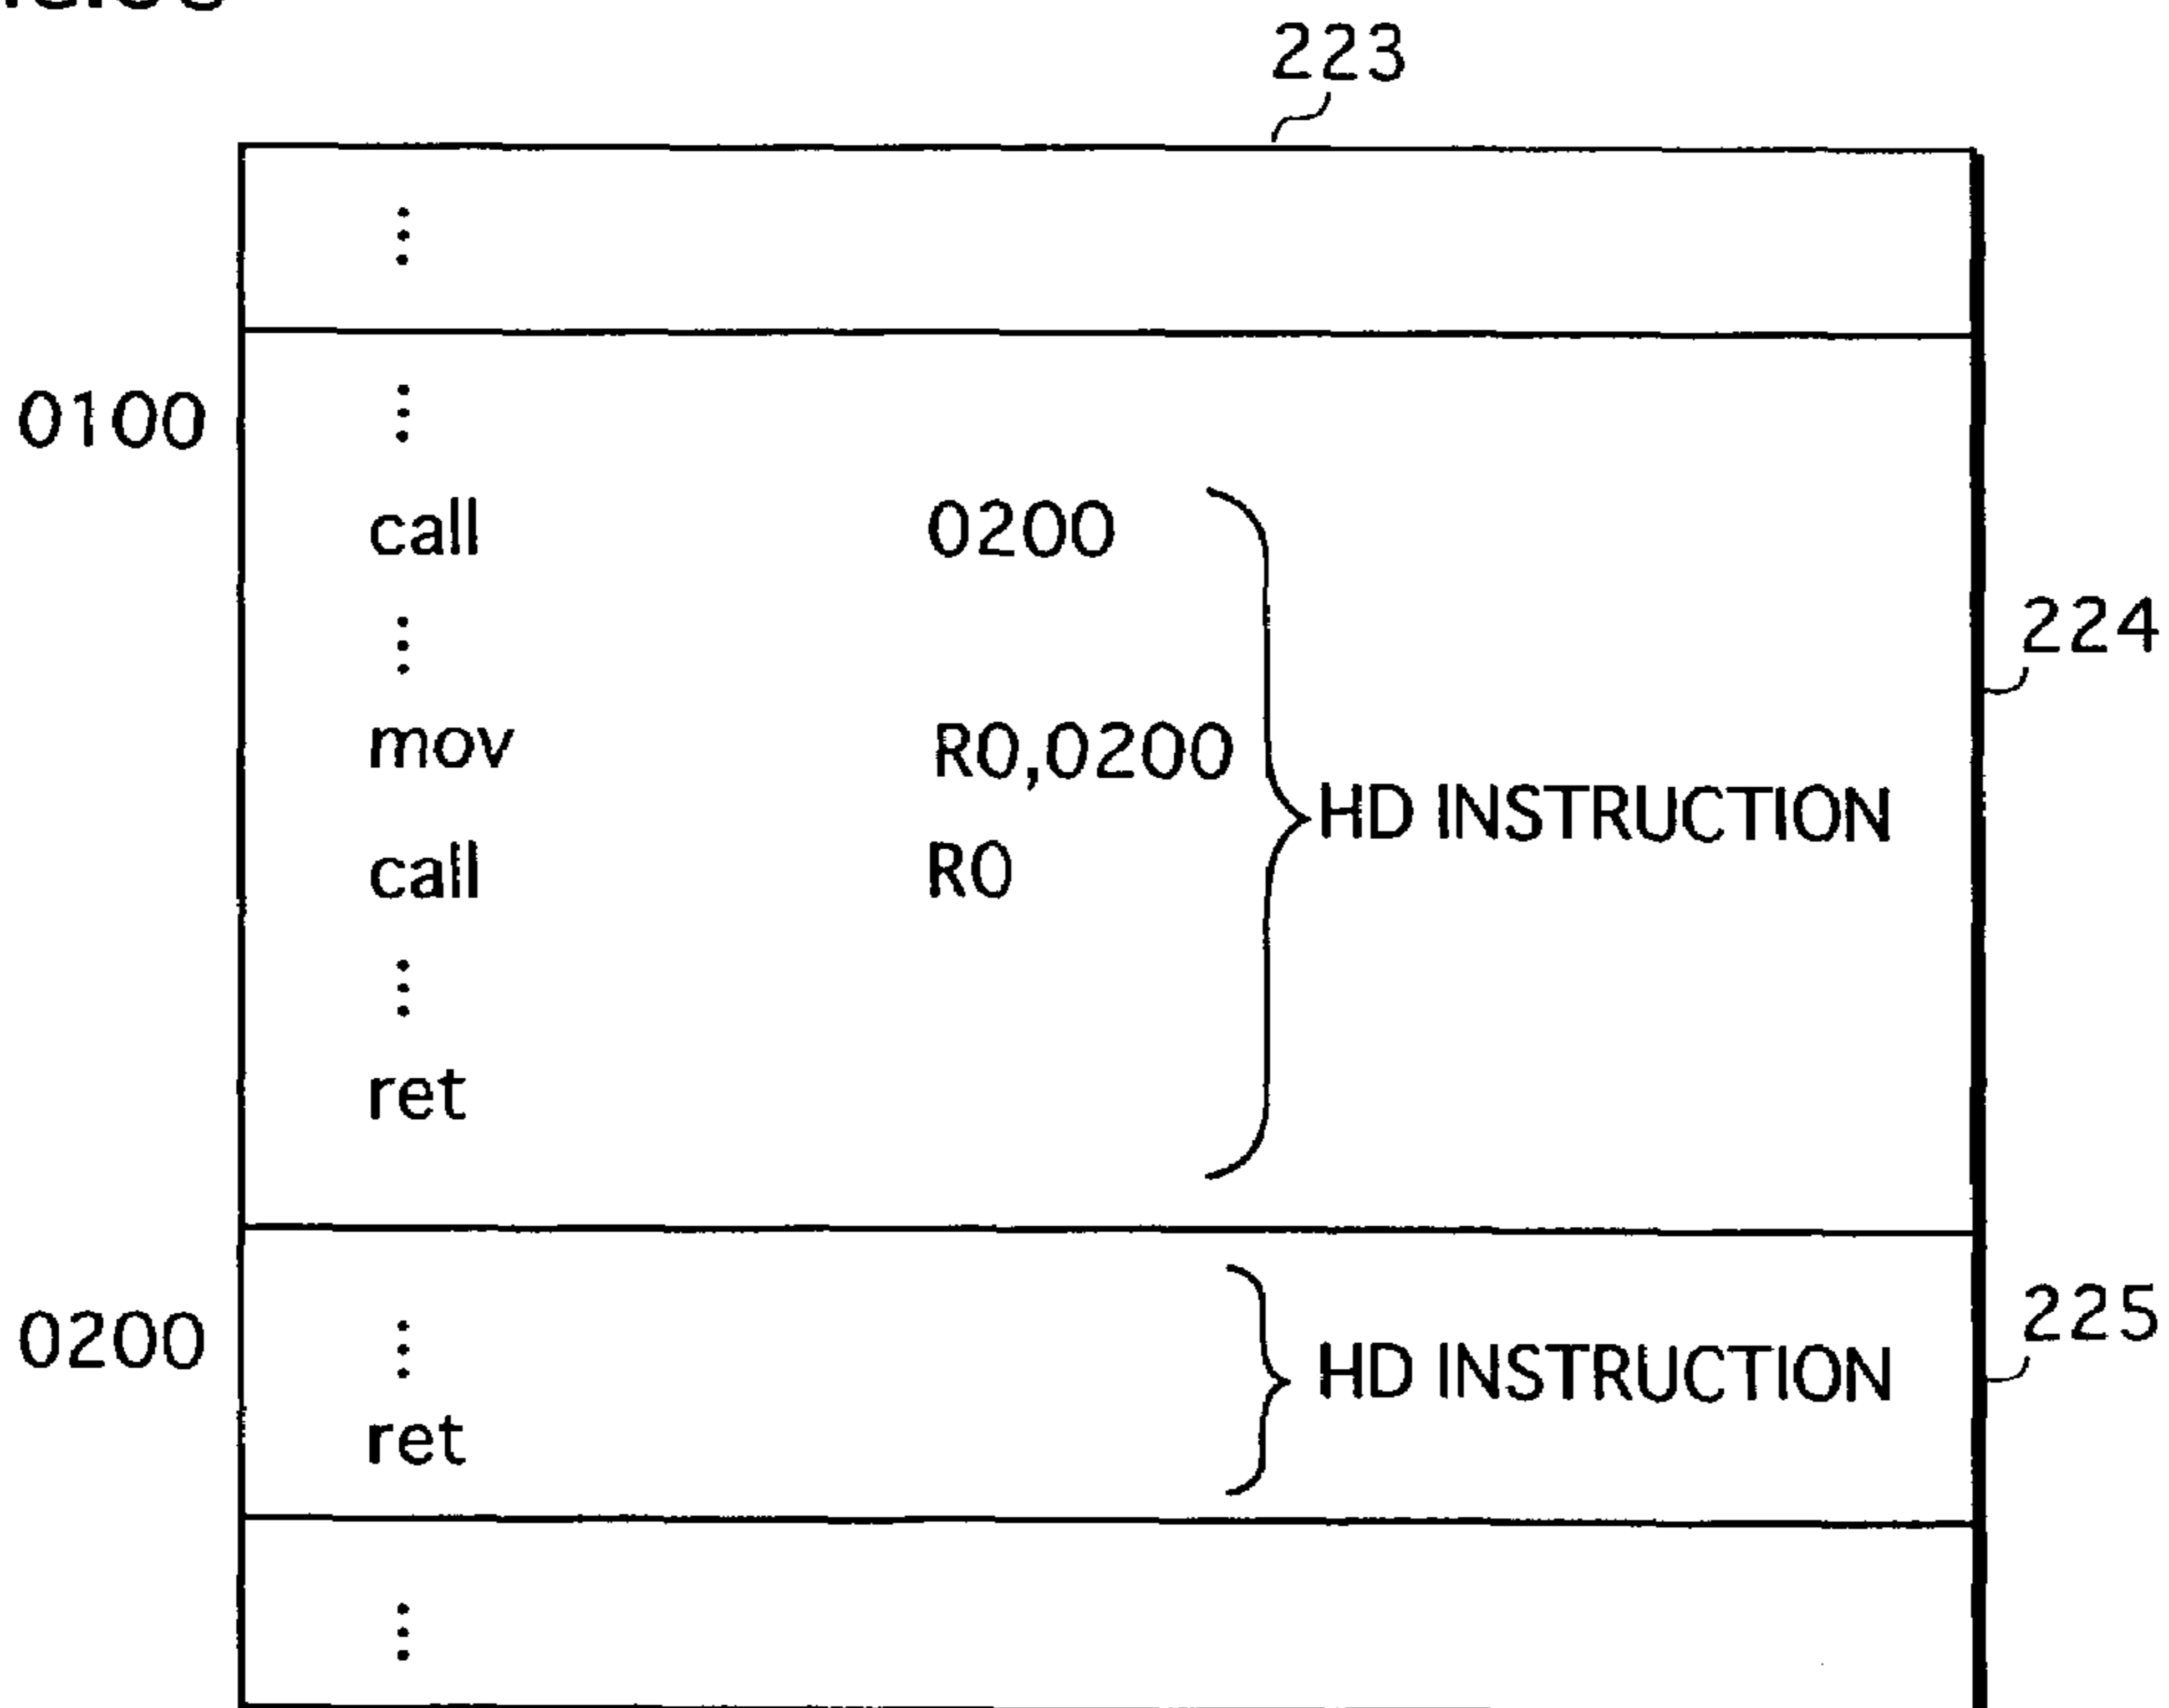 223
0100
call 0200
224
mov R0,0200
HD INSTRUCTION
call R0
ret
0200
225
HD INSTRUCTION
ret